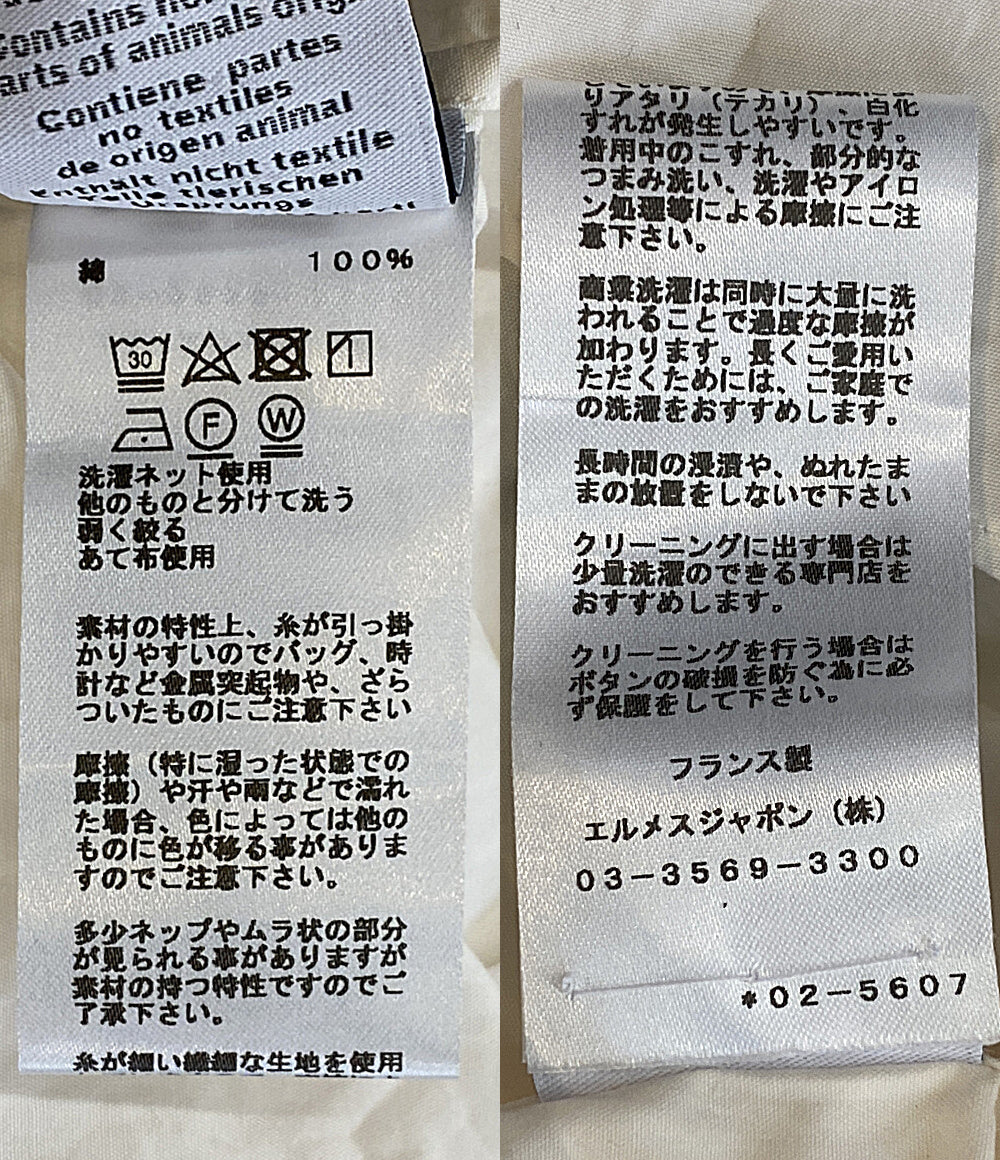 Contains
arts of animals orig
Contiene partes
no textiles
de origen animal
Enthält nicht textile
Teile tierischen
綿 100%
30
F W
洗濯ネット使用
他のものと分けて洗う
弱く絞る
あて布使用
素材の特性上、糸が引っ掛
かりやすいのでバッグ、時
計など金属突起物や、ざら
ついたものにご注意下さい
摩擦（特に湿った状態での
摩擦）や汗や雨などで濡れ
た場合、色によっては他の
ものに色が移る事がありま
すのでご注意下さい。
多少ネップやムラ状の部分
が見られる事がありますが
素材の持つ特性ですのでご
了承下さい。
糸が細い繊細な生地を使用
りアタリ（テカリ）、白化
すれが発生しやすいです。
着用中のこすれ、部分的な
つまみ洗い、洗濯やアイロ
ン処理等による摩擦にご注
意下さい。
商業洗濯は同時に大量に洗
われることで過度な摩擦が
加わります。長くご愛用い
ただくためには、ご家庭で
の洗濯をおすすめします。
長時間の浸漬や、ぬれたま
まの放置をしないで下さい
クリーニングに出す場合は
少量洗濯のできる専門店を
おすすめします。
クリーニングを行う場合は
ボタンの破損を防ぐ為に必
ず保護をして下さい。
フランス製
エルメスジャポン（株）
03-3569-3300
*02-5607